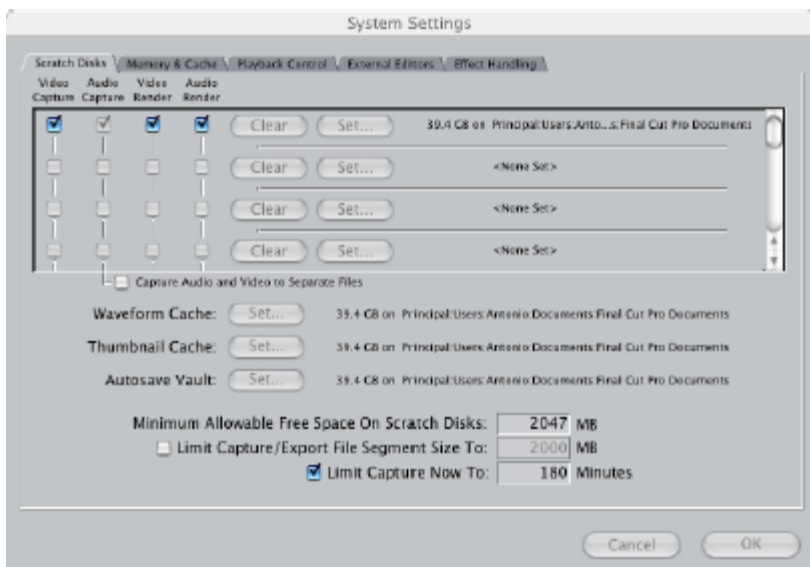 System Settings
Scratch Disks Memory & Cache Playback Control External Editors Effect Handling
Video Capture Audio Capture Video Render Audio Render
Clear Set... 39.4 GB on Principal:Users:Anto...s:Final Cut Pro Documents
Clear Set... <None Set>
Clear Set... <None Set>
Clear Set... <None Set>
Capture Audio and Video to Separate Files
Waveform Cache: Set... 39.4 GB on Principal:Users:Antonio:Documents:Final Cut Pro Documents
Thumbnail Cache: Set... 39.4 GB on Principal:Users:Antonio:Documents:Final Cut Pro Documents
Autosave Vault: Set... 39.4 GB on Principal:Users:Antonio:Documents:Final Cut Pro Documents
Minimum Allowable Free Space On Scratch Disks: 2047 MB
Limit Capture/Export File Segment Size To: 2000 MB
Limit Capture Now To: 180 Minutes
Cancel OK